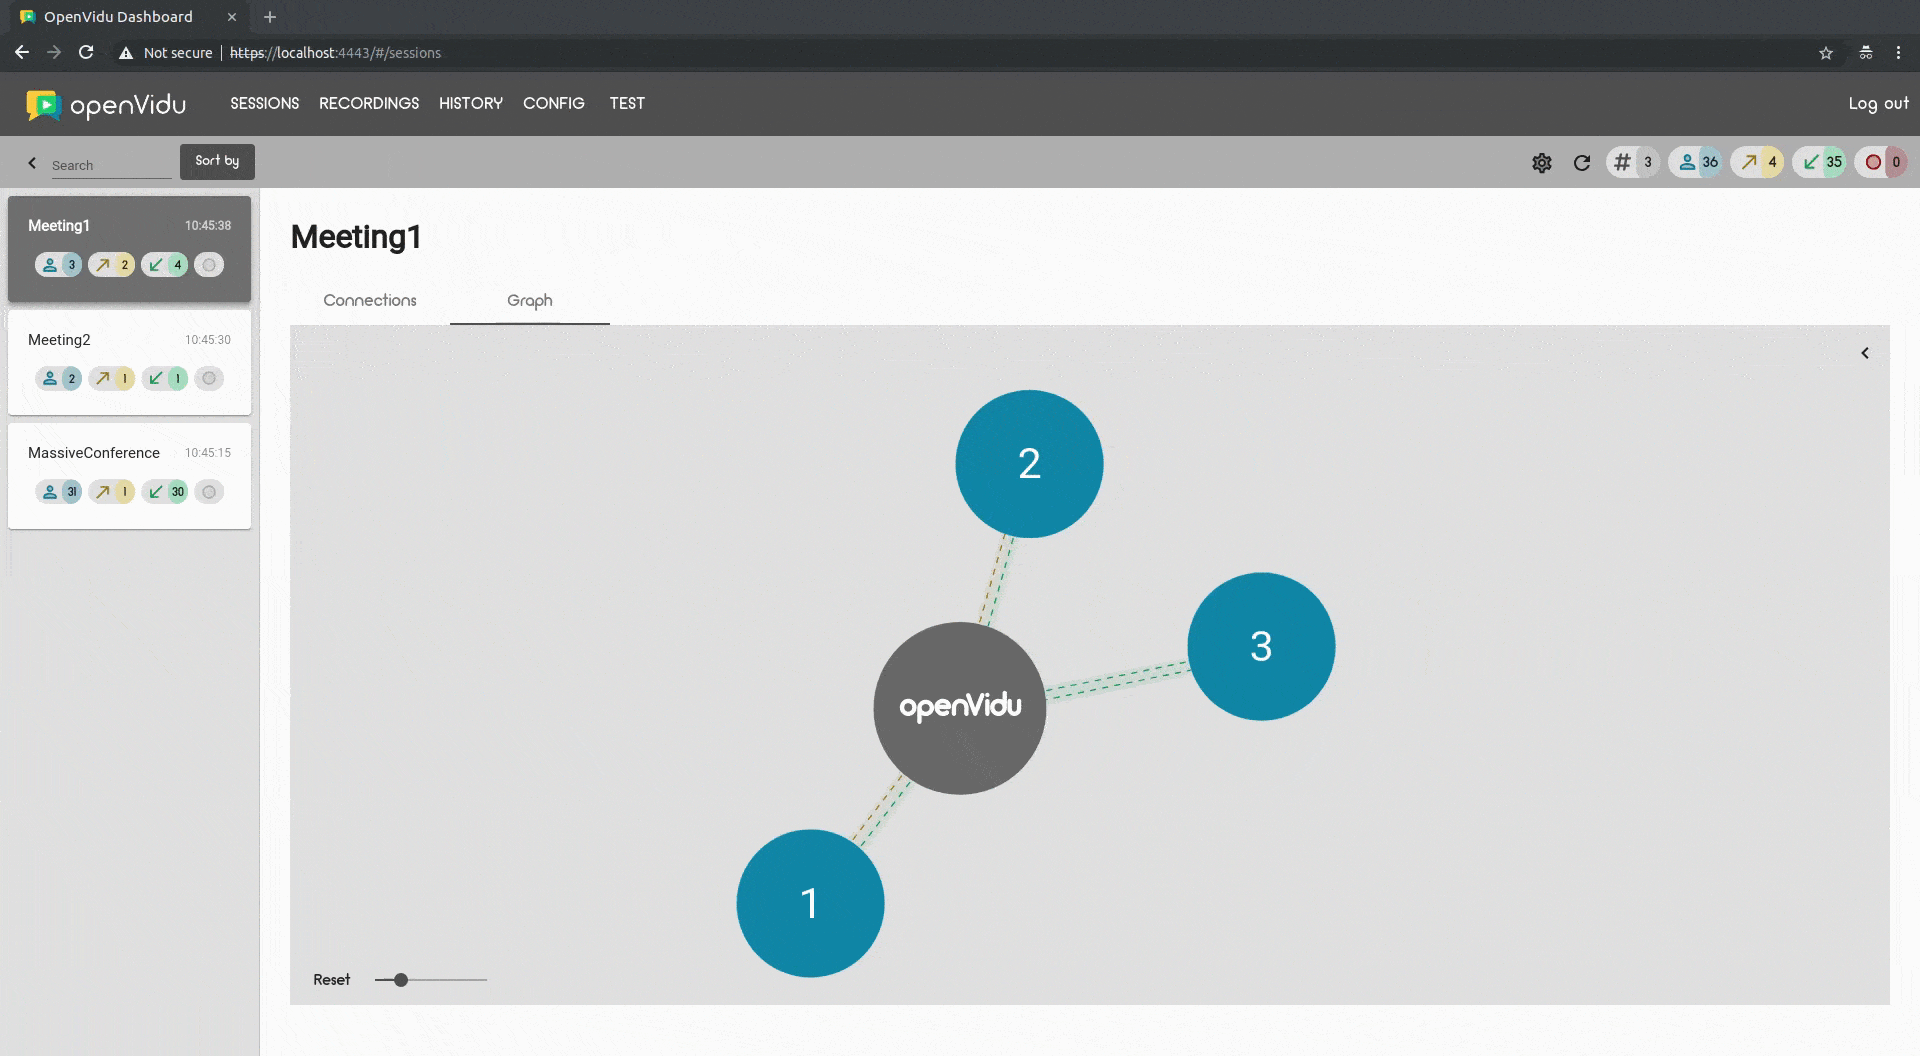 OpenVidu Dashboard
Not secure | https://localhost:4443/#/sessions
openVidu SESSIONS RECORDINGS HISTORY CONFIG TEST Log out
Search Sort by # 3 36 4 35 0
Meeting1 10:45:38
3 2 4
Meeting2 10:45:30
2 1 1
MassiveConference 10:45:15
31 1 30
Meeting1
Connections Graph
2
3
openVidu
1
Reset